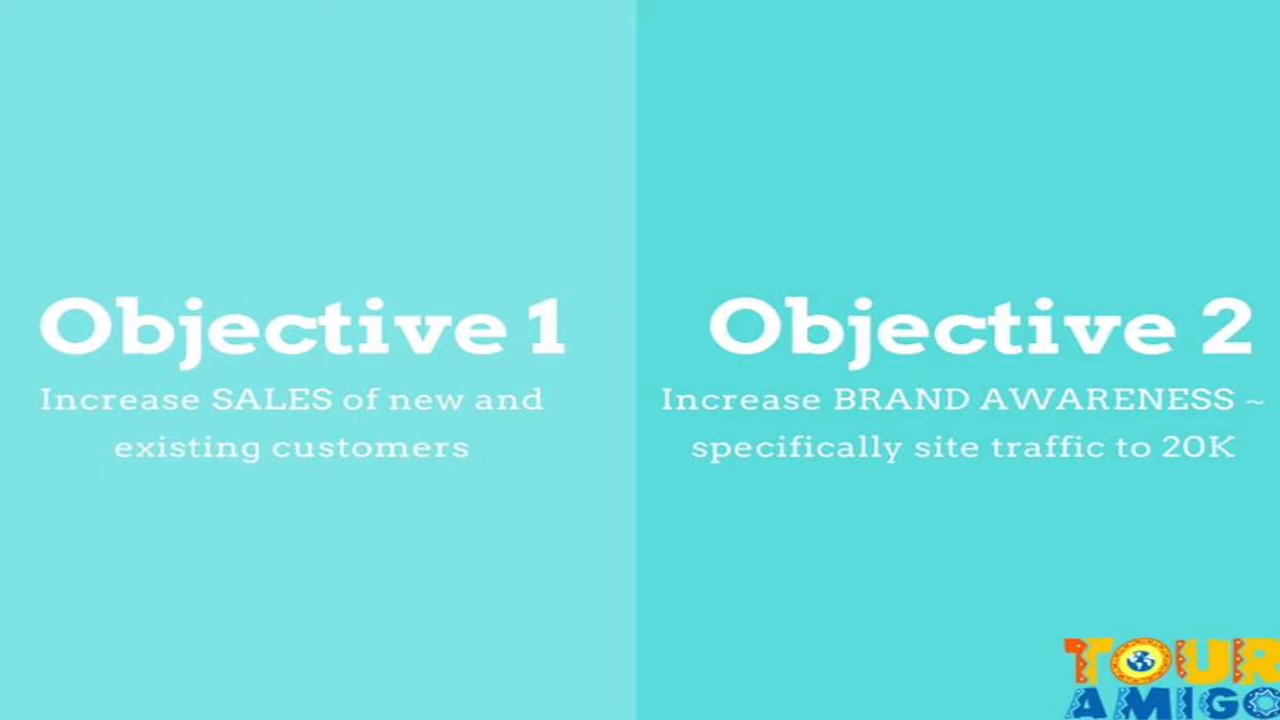 Objective 1
Increase SALES of new and
existing customers
Objective 2
Increase BRAND AWARENESS ~
specifically site traffic to 20K
TOUR
AMIGO